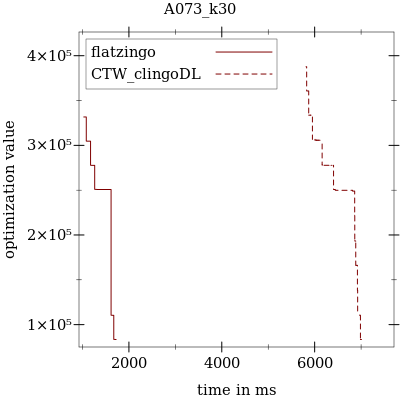 A073_k30
flatzingo
CTW_clingoDL
4×10⁵
3×10⁵
2×10⁵
1×10⁵
optimization value
2000 4000 6000
time in ms